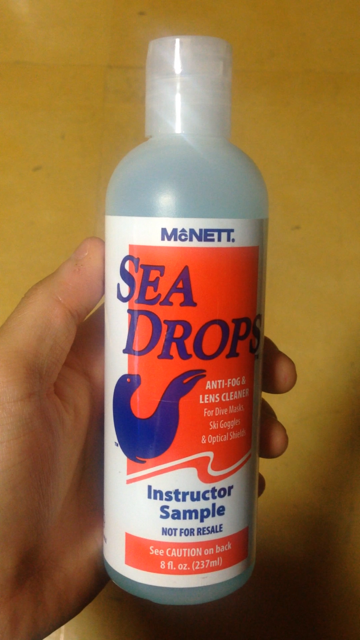 McNETT.
SEA
DROPS
ANTI-FOG &
LENS CLEANER
For Dive Masks,
Ski Goggles
& Optical Shields
Instructor
Sample
NOT FOR RESALE
See CAUTION on back
8 fl. oz. (237ml)